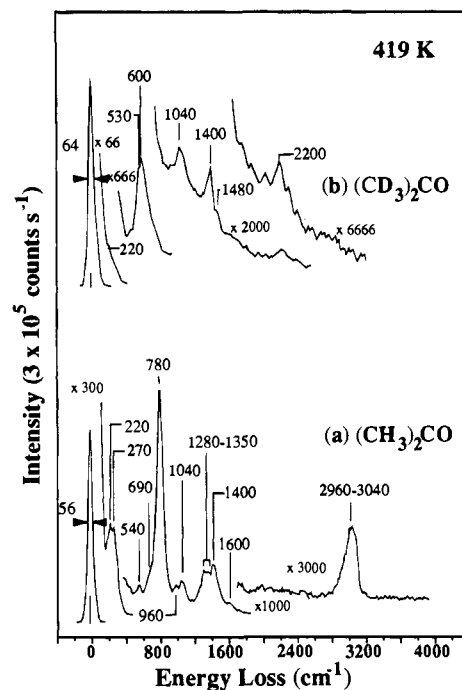 419 K
600
530
1040
64
x 66
1400
x666
2200
1480
(b) (CD3)2CO
x 2000
x 6666
220
Intensity (3 x 10^5 counts s^-1)
780
x 300
(a) (CH3)2CO
220
1280-1350
270
690
1040
2960-3040
56
540
1400
1600
x 3000
960
x1000
0 800 1600 2400 3200 4000
Energy Loss (cm^-1)